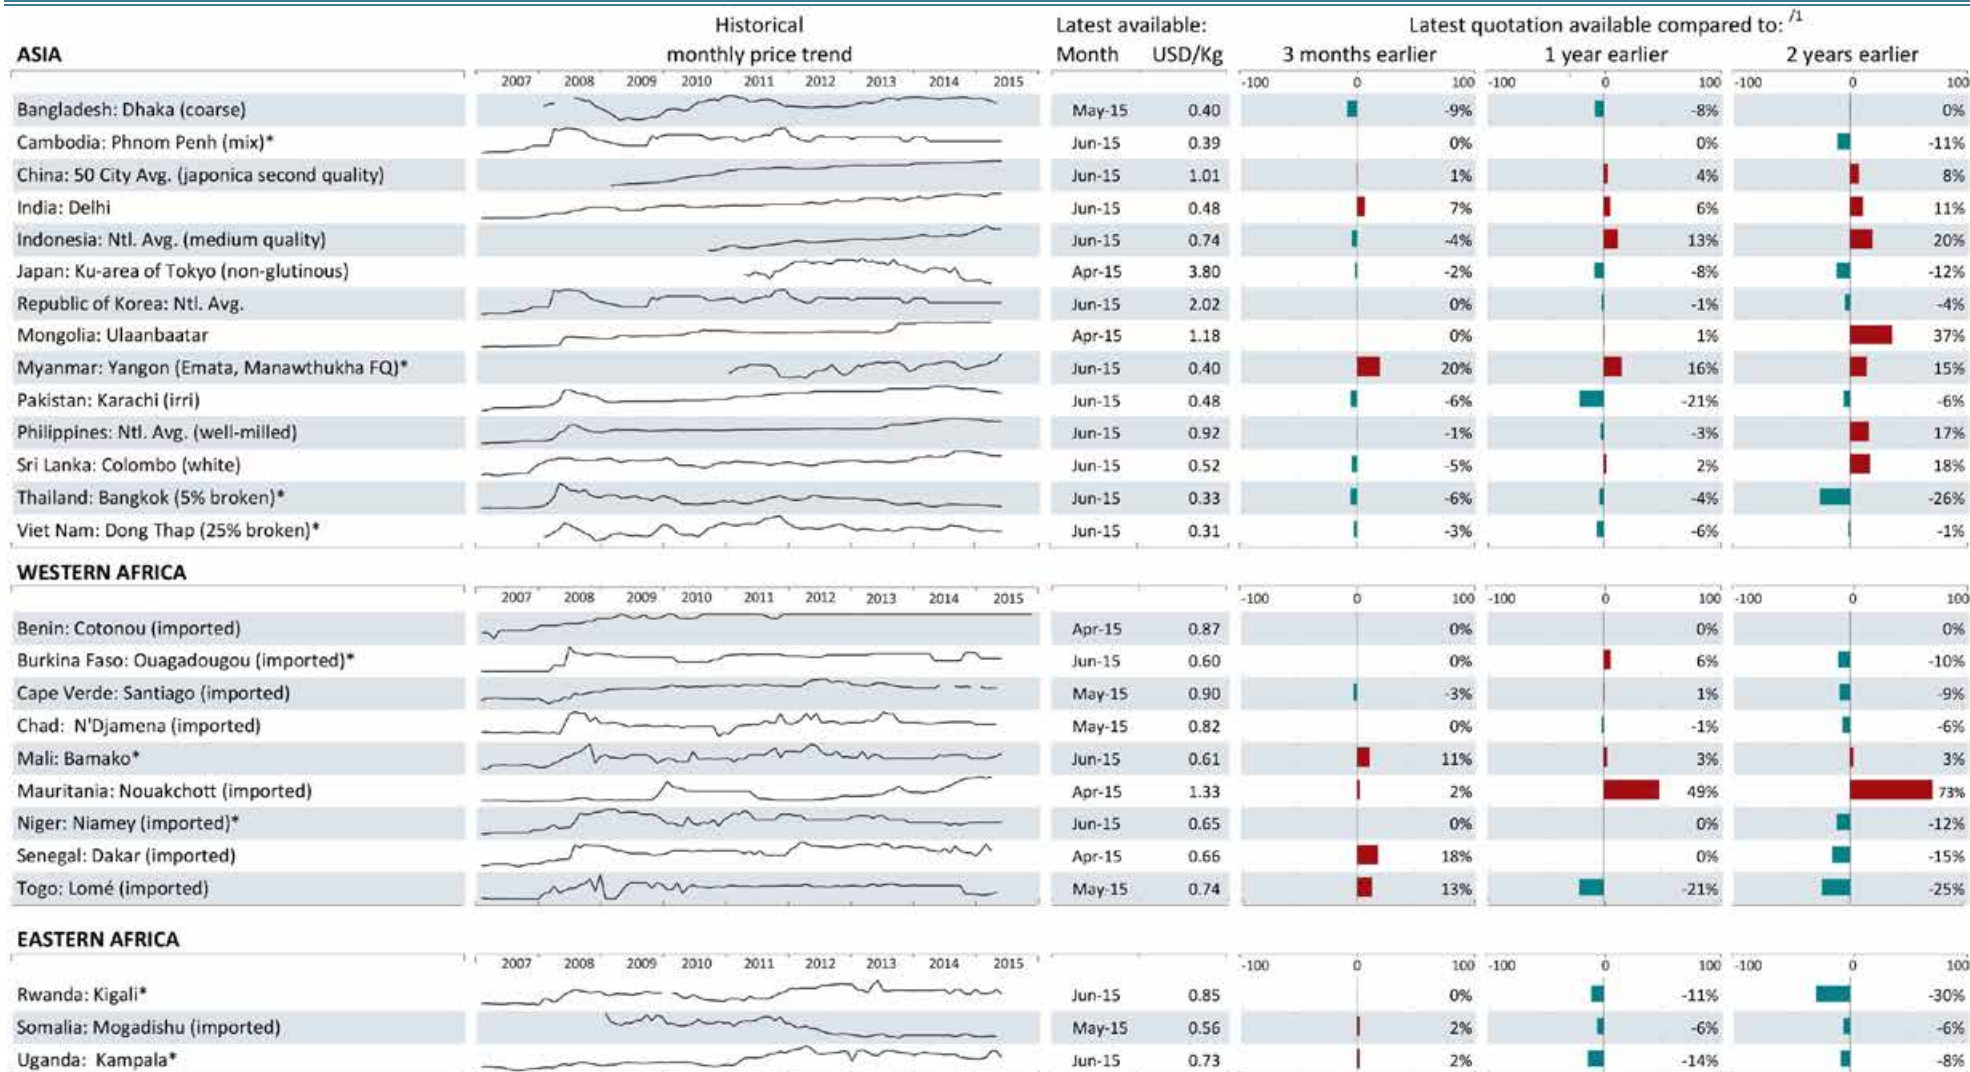 Historical Latest available: Latest quotation available compared to: /1
ASIA monthly price trend Month USD/Kg 3 months earlier 1 year earlier 2 years earlier
2007 2008 2009 2010 2011 2012 2013 2014 2015 -100 0 100 -100 0 100 -100 0 100
Bangladesh: Dhaka (coarse) May-15 0.40 -9% -8% 0%
Cambodia: Phnom Penh (mix)* Jun-15 0.39 0% 0% -11%
China: 50 City Avg. (japonica second quality) Jun-15 1.01 1% 4% 8%
India: Delhi Jun-15 0.48 7% 6% 11%
Indonesia: Ntl. Avg. (medium quality) Jun-15 0.74 -4% 13% 20%
Japan: Ku-area of Tokyo (non-glutinous) Apr-15 3.80 -2% -8% -12%
Republic of Korea: Ntl. Avg. Jun-15 2.02 0% -1% -4%
Mongolia: Ulaanbaatar Apr-15 1.18 0% 1% 37%
Myanmar: Yangon (Emata, Manawthukha FQ)* Jun-15 0.40 20% 16% 15%
Pakistan: Karachi (irri) Jun-15 0.48 -6% -21% -6%
Philippines: Ntl. Avg. (well-milled) Jun-15 0.92 -1% -3% 17%
Sri Lanka: Colombo (white) Jun-15 0.52 -5% 2% 18%
Thailand: Bangkok (5% broken)* Jun-15 0.33 -6% -4% -26%
Viet Nam: Dong Thap (25% broken)* Jun-15 0.31 -3% -6% -1%
WESTERN AFRICA
2007 2008 2009 2010 2011 2012 2013 2014 2015 -100 0 100 -100 0 100 -100 0 100
Benin: Cotonou (imported) Apr-15 0.87 0% 0% 0%
Burkina Faso: Ouagadougou (imported)* Jun-15 0.60 0% 6% -10%
Cape Verde: Santiago (imported) May-15 0.90 -3% 1% -9%
Chad: N'Djamena (imported) May-15 0.82 0% -1% -6%
Mali: Bamako* Jun-15 0.61 11% 3% 3%
Mauritania: Nouakchott (imported) Apr-15 1.33 2% 49% 73%
Niger: Niamey (imported)* Jun-15 0.65 0% 0% -12%
Senegal: Dakar (imported) Apr-15 0.66 18% 0% -15%
Togo: Lomé (imported) May-15 0.74 13% -21% -25%
EASTERN AFRICA
2007 2008 2009 2010 2011 2012 2013 2014 2015 -100 0 100 -100 0 100 -100 0 100
Rwanda: Kigali* Jun-15 0.85 0% -11% -30%
Somalia: Mogadishu (imported) May-15 0.56 2% -6% -6%
Uganda: Kampala* Jun-15 0.73 2% -14% -8%